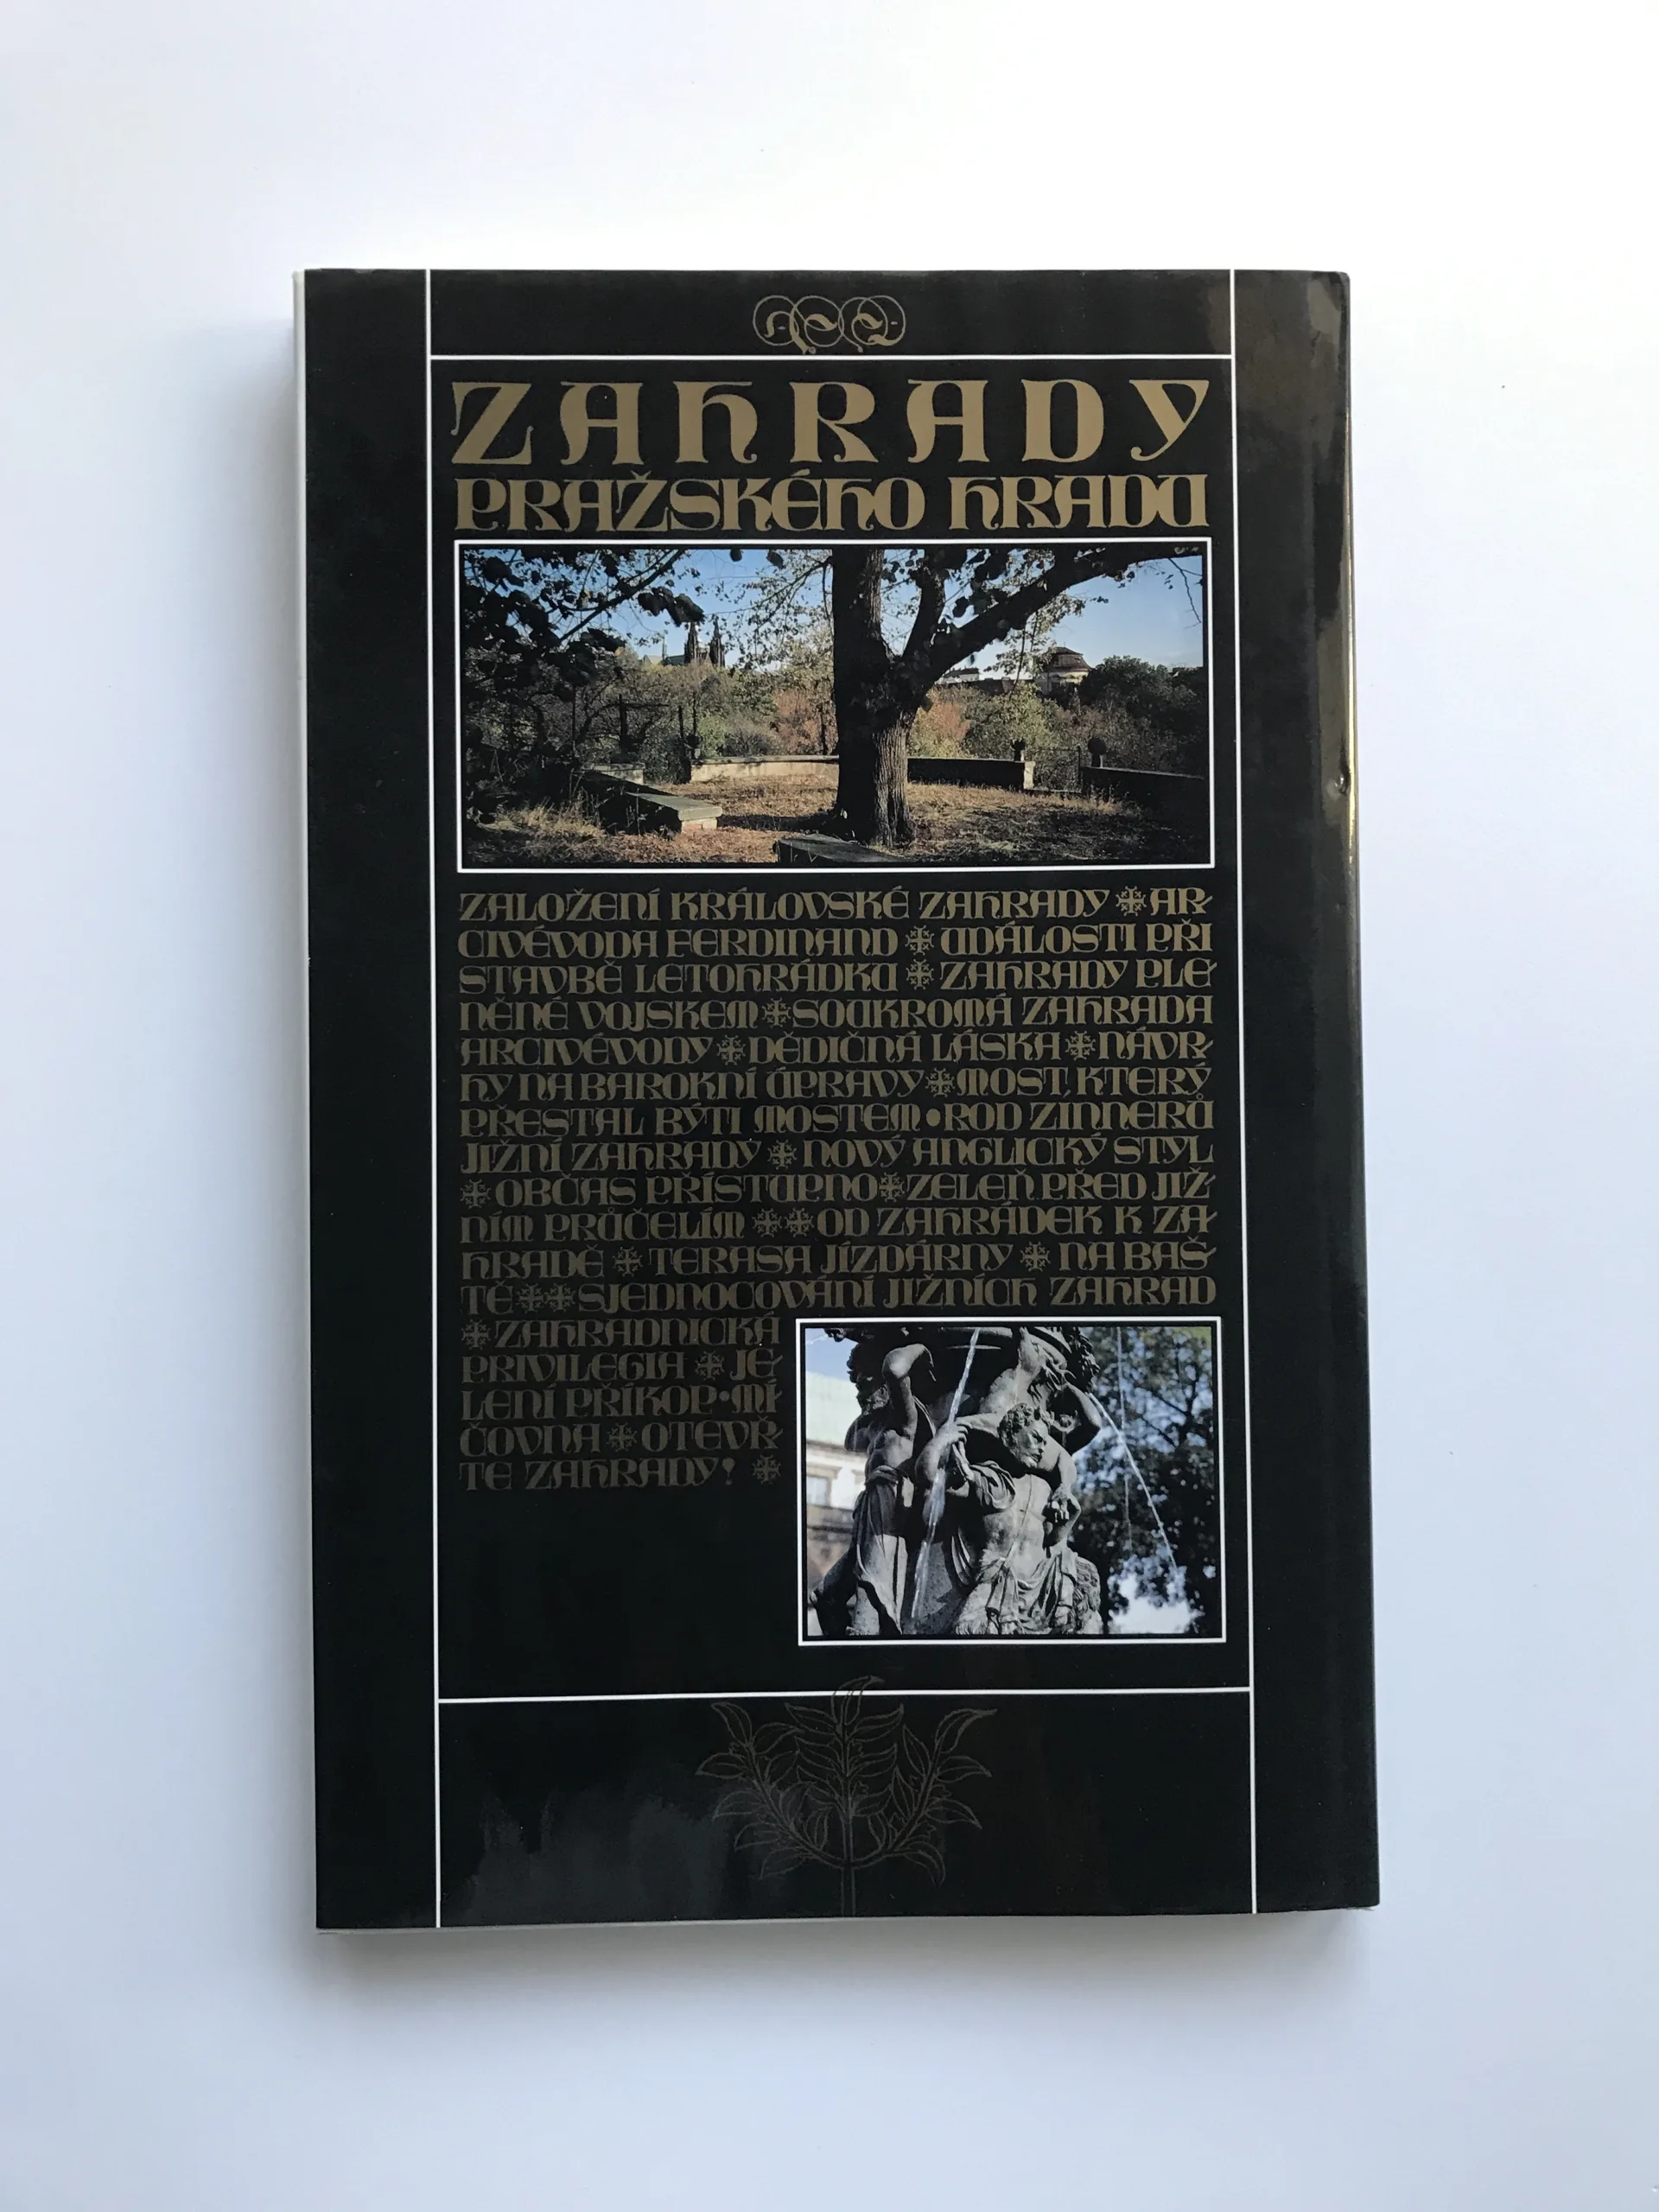 ZAHRADY
PRAŽSKÉHO HRADU
ZALOŽENÍ KRÁLOVSKÉ ZAHRADY AR-
CIVÉVODA FERDINAND UDÁLOSTI PŘI
STAVBĚ LETOHRÁDKU ZAHRADY PLE-
NĚNÉ VOJSKEM SOUKROMÁ ZAHRADA
ARCIVÉVODY DĚDIČNÁ LÁSKA NÁVR-
HY NA BAROKNÍ ÚPRAVY MOST, KTERÝ
PŘESTAL BÝTI MOSTEM • ROD ZINNERŮ
JIŽNÍ ZAHRADY NOVÝ ANGLICKÝ STYL
OBČAS PŘÍSTUPNO ZELEŇ PŘED JIŽ-
NÍM PRŮČELÍM OD ZAHRÁDEK K ZA-
HRADĚ TERASA JÍZDÁRNY NA BAŠ-
TĚ SJEDNOCOVÁNÍ JIŽNÍCH ZAHRAD
ZAHRADNICKÁ
PRIVILEGIA JE-
LENÍ PŘÍKOP • MÍ-
ČOVNA OTEVŘ-
TE ZAHRADY!